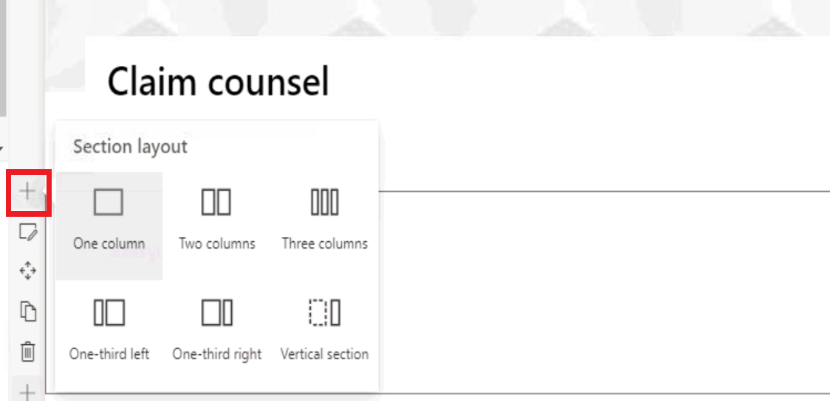 Claim counsel
Section layout
One column Two columns Three columns
One-third left One-third right Vertical section